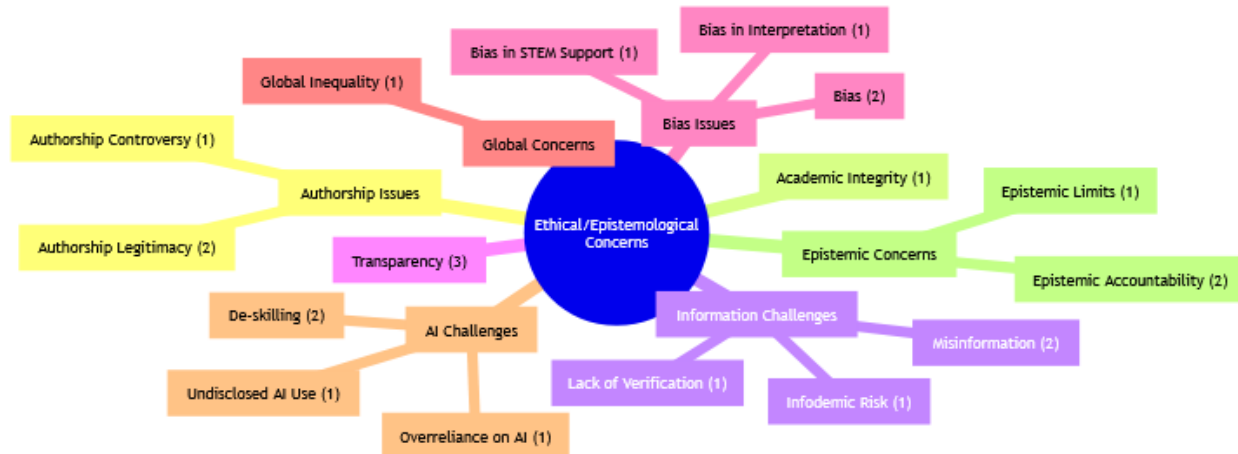 Bias in Interpretation (1)
Bias in STEM Support (1)
Global Inequality (1)
Bias (2)
Bias Issues
Authorship Controversy (1)
Global Concerns
Academic Integrity (1)
Authorship Issues
Epistemic Limits (1)
Ethical/Epistemological
Concerns
Authorship Legitimacy (2)
Epistemic Concerns
Transparency (3)
Epistemic Accountability (2)
De-skilling (2)
Information Challenges
AI Challenges
Misinformation (2)
Lack of Verification (1)
Undisclosed AI Use (1)
Infodemic Risk (1)
Overreliance on AI (1)